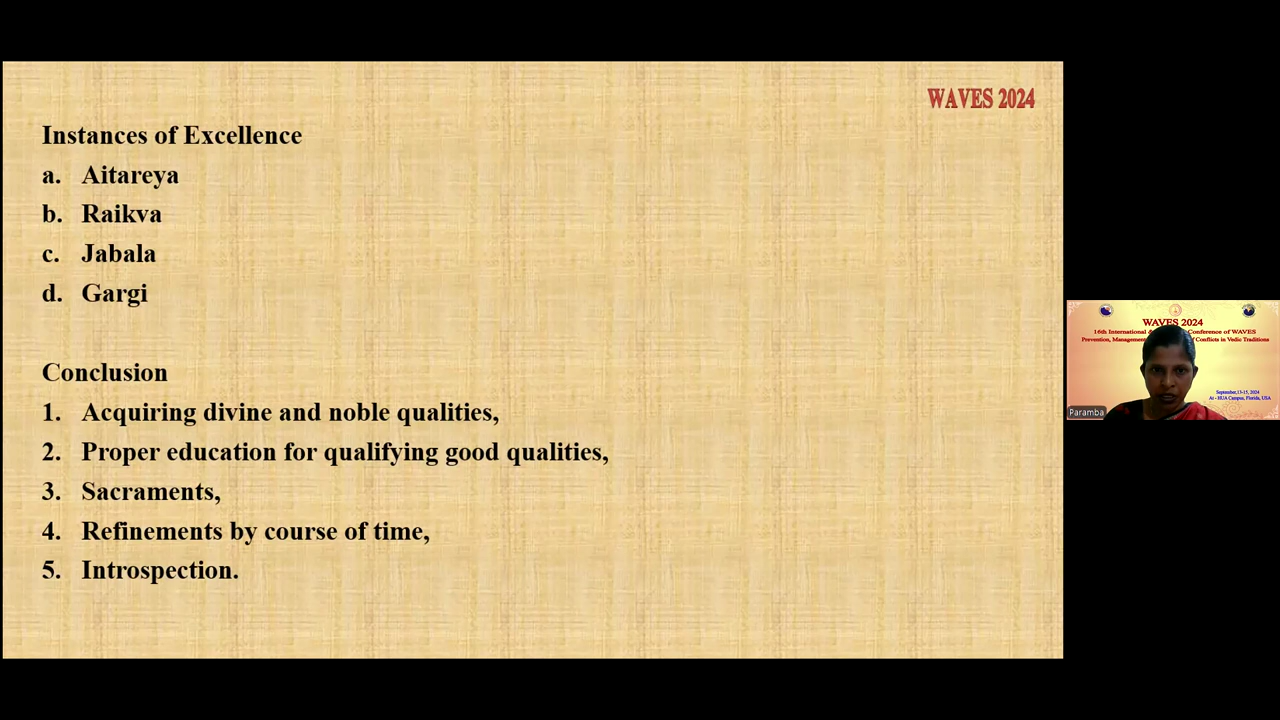 WAVES 2024
Instances of Excellence
a. Aitareya
b. Raikva
c. Jabala
d. Gargi
Conclusion
1. Acquiring divine and noble qualities,
2. Proper education for qualifying good qualities,
3. Sacraments,
4. Refinements by course of time,
5. Introspection.
WAVES 2024
16th International Conference of WAVES
Prevention, Management of Conflicts in Vedic Traditions
September,13-15, 2024
At - HUA Campus, Florida, USA
Paramba